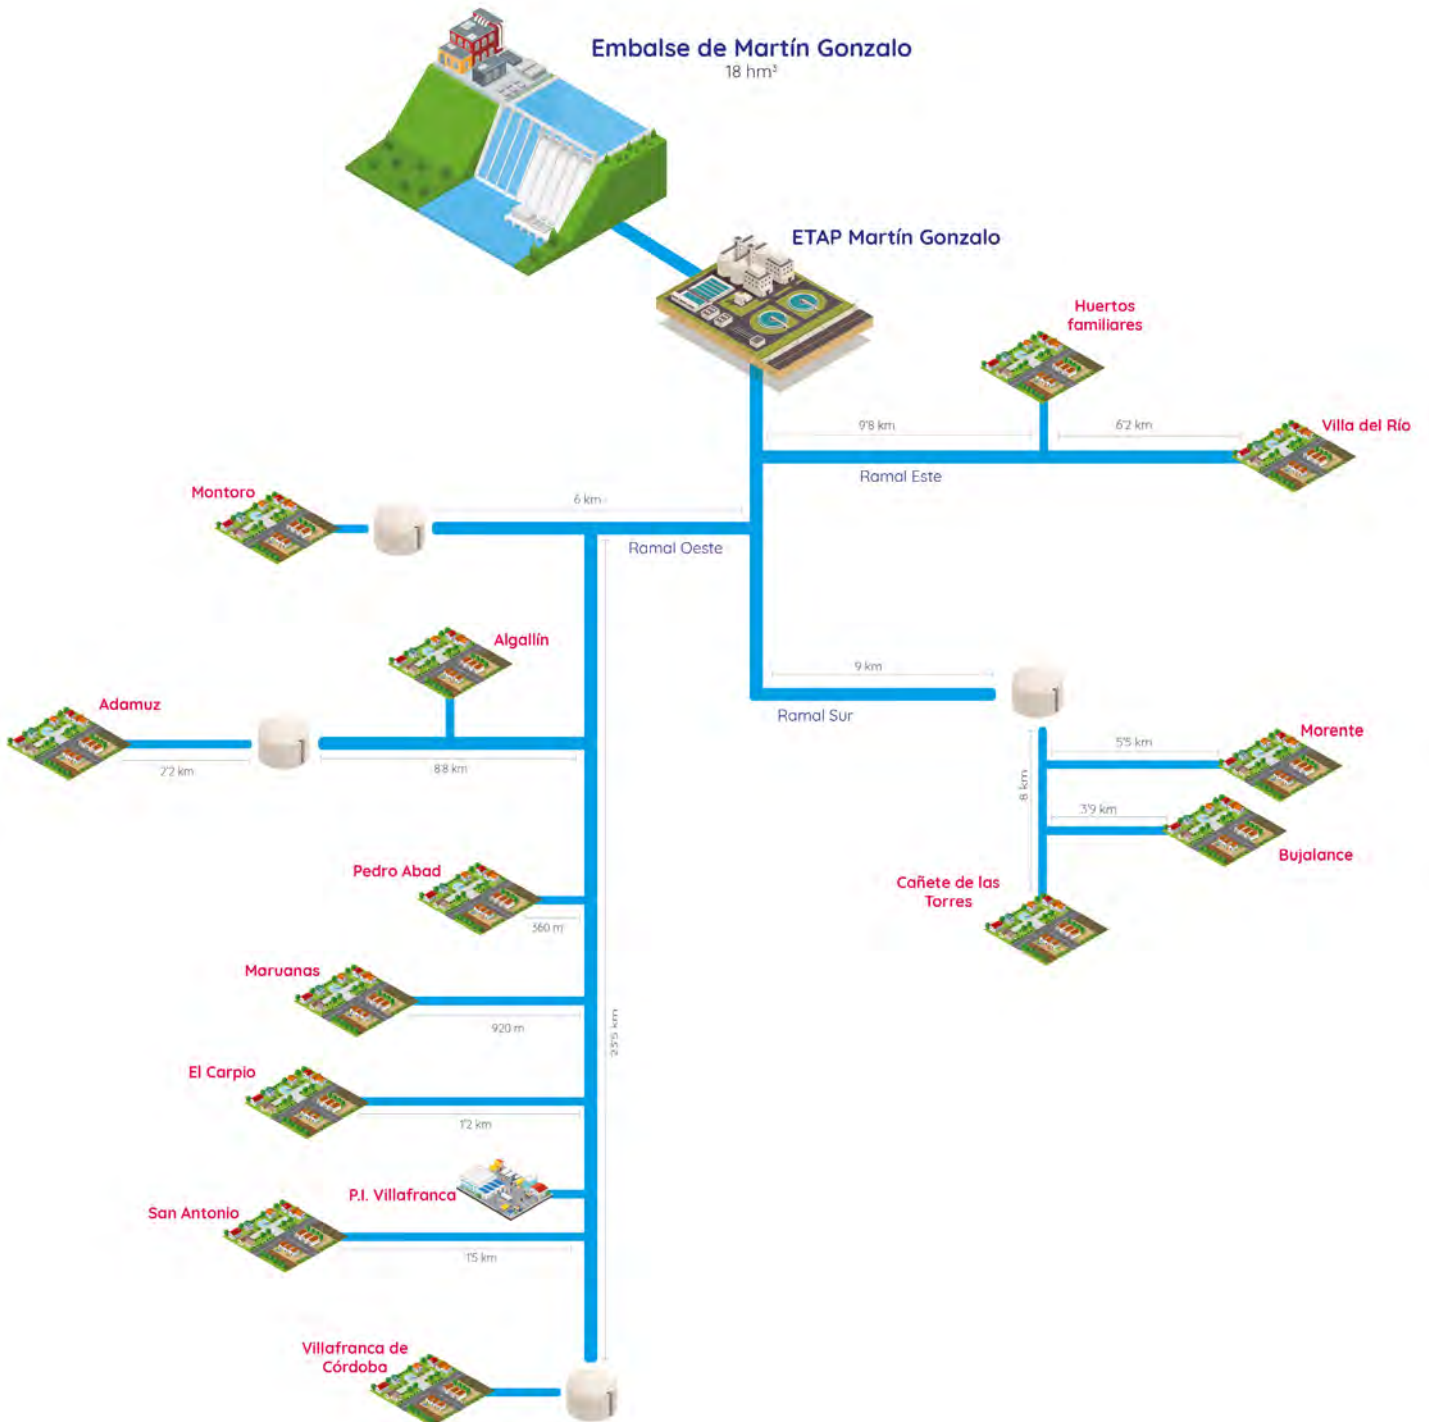 Embalse de Martín Gonzalo
18 hm³
ETAP Martín Gonzalo
Huertos
familiares
9'8 km
6'2 km
Villa del Río
Ramal Este
Montoro
6 km
Ramal Oeste
Algallín
9 km
Adamuz
Ramal Sur
Morente
5'5 km
2'2 km
8'8 km
8 km
3'9 km
Bujalance
Pedro Abad
Cañete de las
Torres
360 m
Maruanas
920 m
23'5 km
El Carpio
1'2 km
P.I. Villafranca
San Antonio
1'5 km
Villafranca de
Córdoba